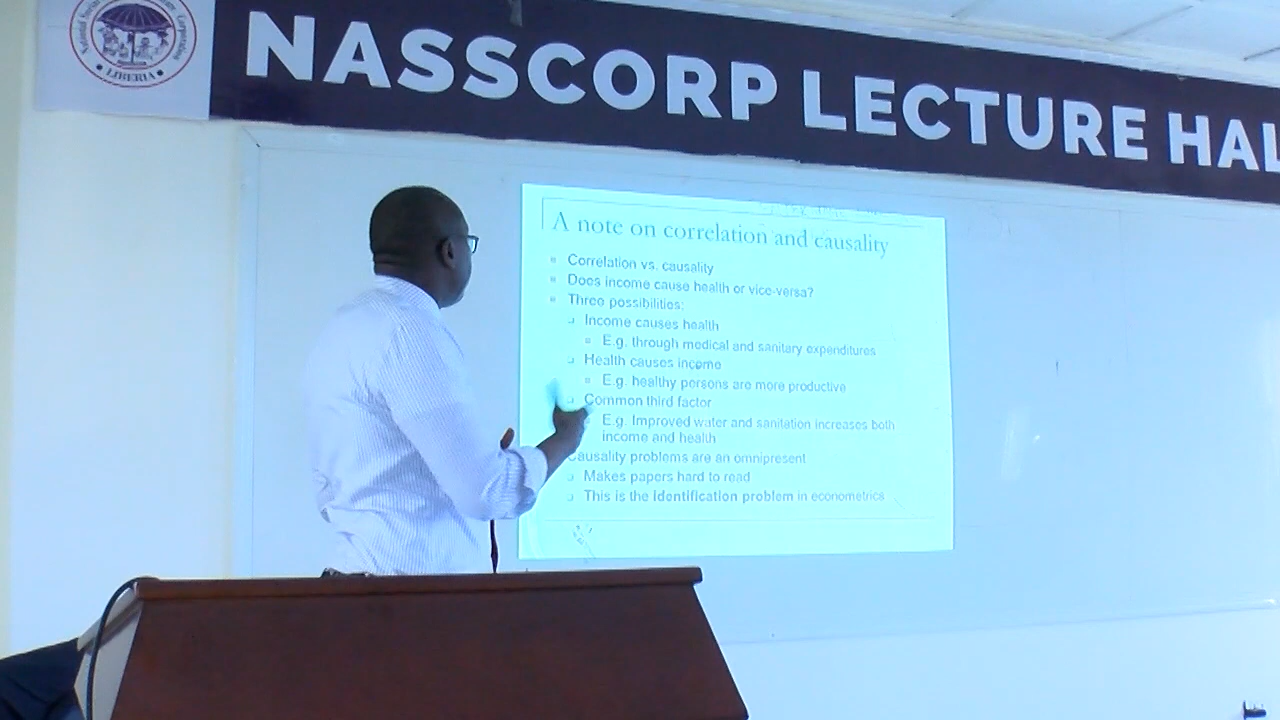 NASSCORP LECTURE HAL
LIBERIA
A note on correlation and causality
Correlation vs. causality
Does income cause health or vice-versa?
Three possibilities:
Income causes health
E.g. through medical and sanitary expenditures
Health causes income
E.g. healthy persons are more productive
Common third factor
E.g. Improved water and sanitation increases both
income and health
Causality problems are an omnipresent
Makes papers hard to read
This is the identification problem in econometrics